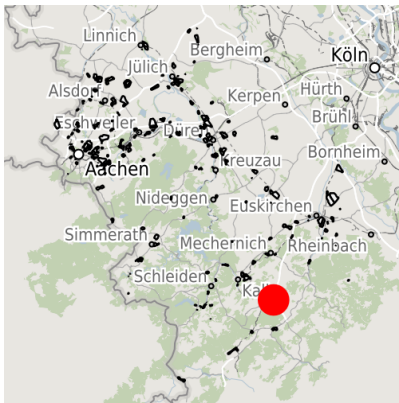 Linnich
Bergheim
Köln
Jülich
Alsdorf
Kerpen
Hürth
Brühl
Eschweiler
Düren
Bornheim
Kreuzau
Aachen
Nideggen
Euskirchen
Simmerath
Mechernich
Rheinbach
Schleiden
Kall